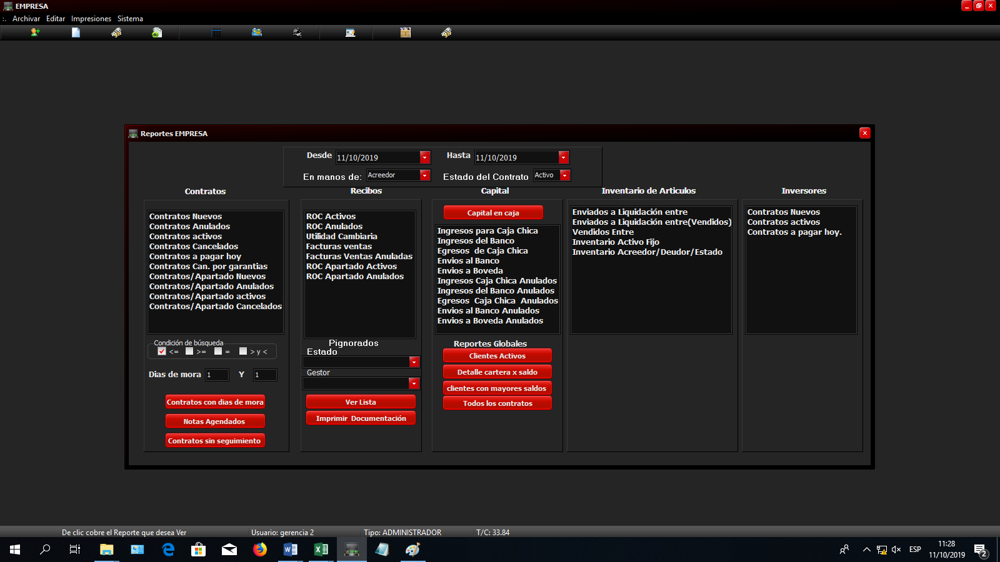 EMPRESA
:. Archivar Editar Impresiones Sistema
Reportes EMPRESA
Desde 11/10/2019 Hasta 11/10/2019
En manos de: Acreedor Estado del Contrato Activo
Contratos
Contratos Nuevos
Contratos Anulados
Contratos activos
Contratos Cancelados
Contratos a pagar hoy
Contratos Can. por garantias
Contratos/Apartado Nuevos
Contratos/Apartado Anulados
Contratos/Apartado activos
Contratos/Apartado Cancelados
Condición de búsqueda
<= >= = > y <
Dias de mora 1 Y 1
Contratos con dias de mora
Notas Agendados
Contratos sin seguimiento
Recibos
ROC Activos
ROC Anulados
Utilidad Cambiaria
Facturas ventas
Facturas Ventas Anuladas
ROC Apartado Activos
ROC Apartado Anulados
Pignorados
Estado
Gestor
Ver Lista
Imprimir Documentación
Capital
Capital en caja
Ingresos para Caja Chica
Ingresos del Banco
Egresos de Caja Chica
Envios al Banco
Envios a Boveda
Ingresos Caja Chica Anulados
Ingresos del Banco Anulados
Egresos Caja Chica Anulados
Envios al Banco Anulados
Envios a Boveda Anulados
Reportes Globales
Clientes Activos
Detalle cartera x saldo
clientes con mayores saldos
Todos los contratos
Inventario de Articulos
Enviados a Liquidación entre
Enviados a Liquidación entre(Vendidos)
Vendidos Entre
Inventario Activo Fijo
Inventario Acreedor/Deudor/Estado
Inversores
Contratos Nuevos
Contratos activos
Contratos a pagar hoy.
De clic cobre el Reporte que desea Ver Usuario: gerencia 2 Tipo: ADMINISTRADOR T/C: 33.84
ESP
11:28
11/10/2019
2